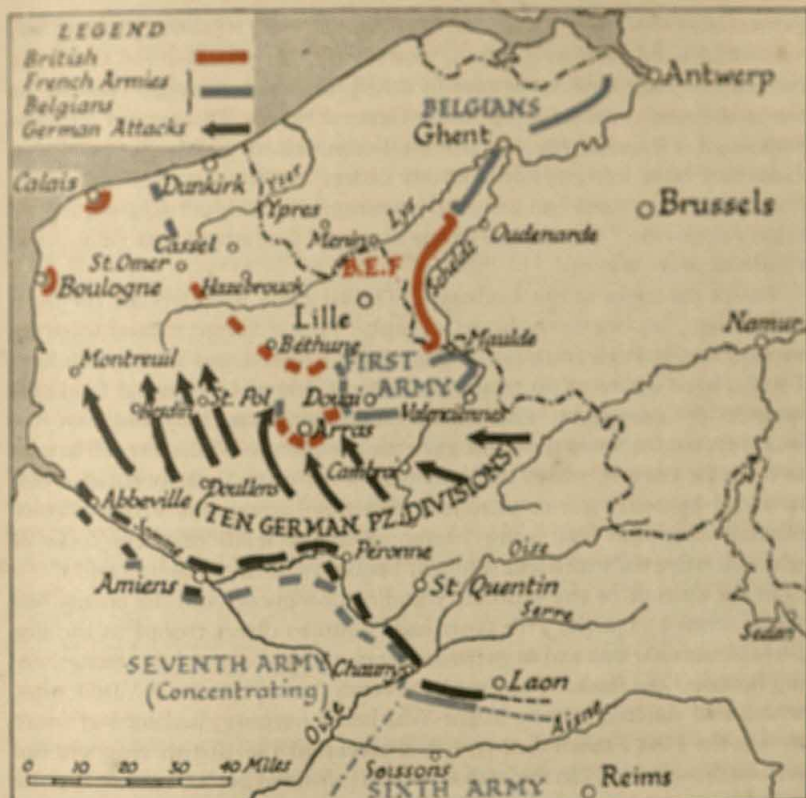 LEGEND
British
French Armies
Belgians
German Attacks
Antwerp
BELGIANS
Ghent
Calais
Dunkirk
Yser
Ypres
Lys
Brussels
Cassel
Menin
Oudenarde
St. Omer
B.E.F
Scheldt
Boulogne
Hazebrouck
Lille
Namur
Maulde
Béthune
Montreuil
FIRST
ARMY
Hesdin
St. Pol
Douai
Valenciennes
Arras
Cambrai
Abbeville
Doullens
(TEN GERMAN PZ. DIVISIONS)
Somme
Péronne
Oise
Amiens
St. Quentin
Serre
Sedan
SEVENTH ARMY
(Concentrating)
Chauny
Laon
Oise
Aisne
0 10 20 40 Miles
Soissons
SIXTH ARMY
Reims